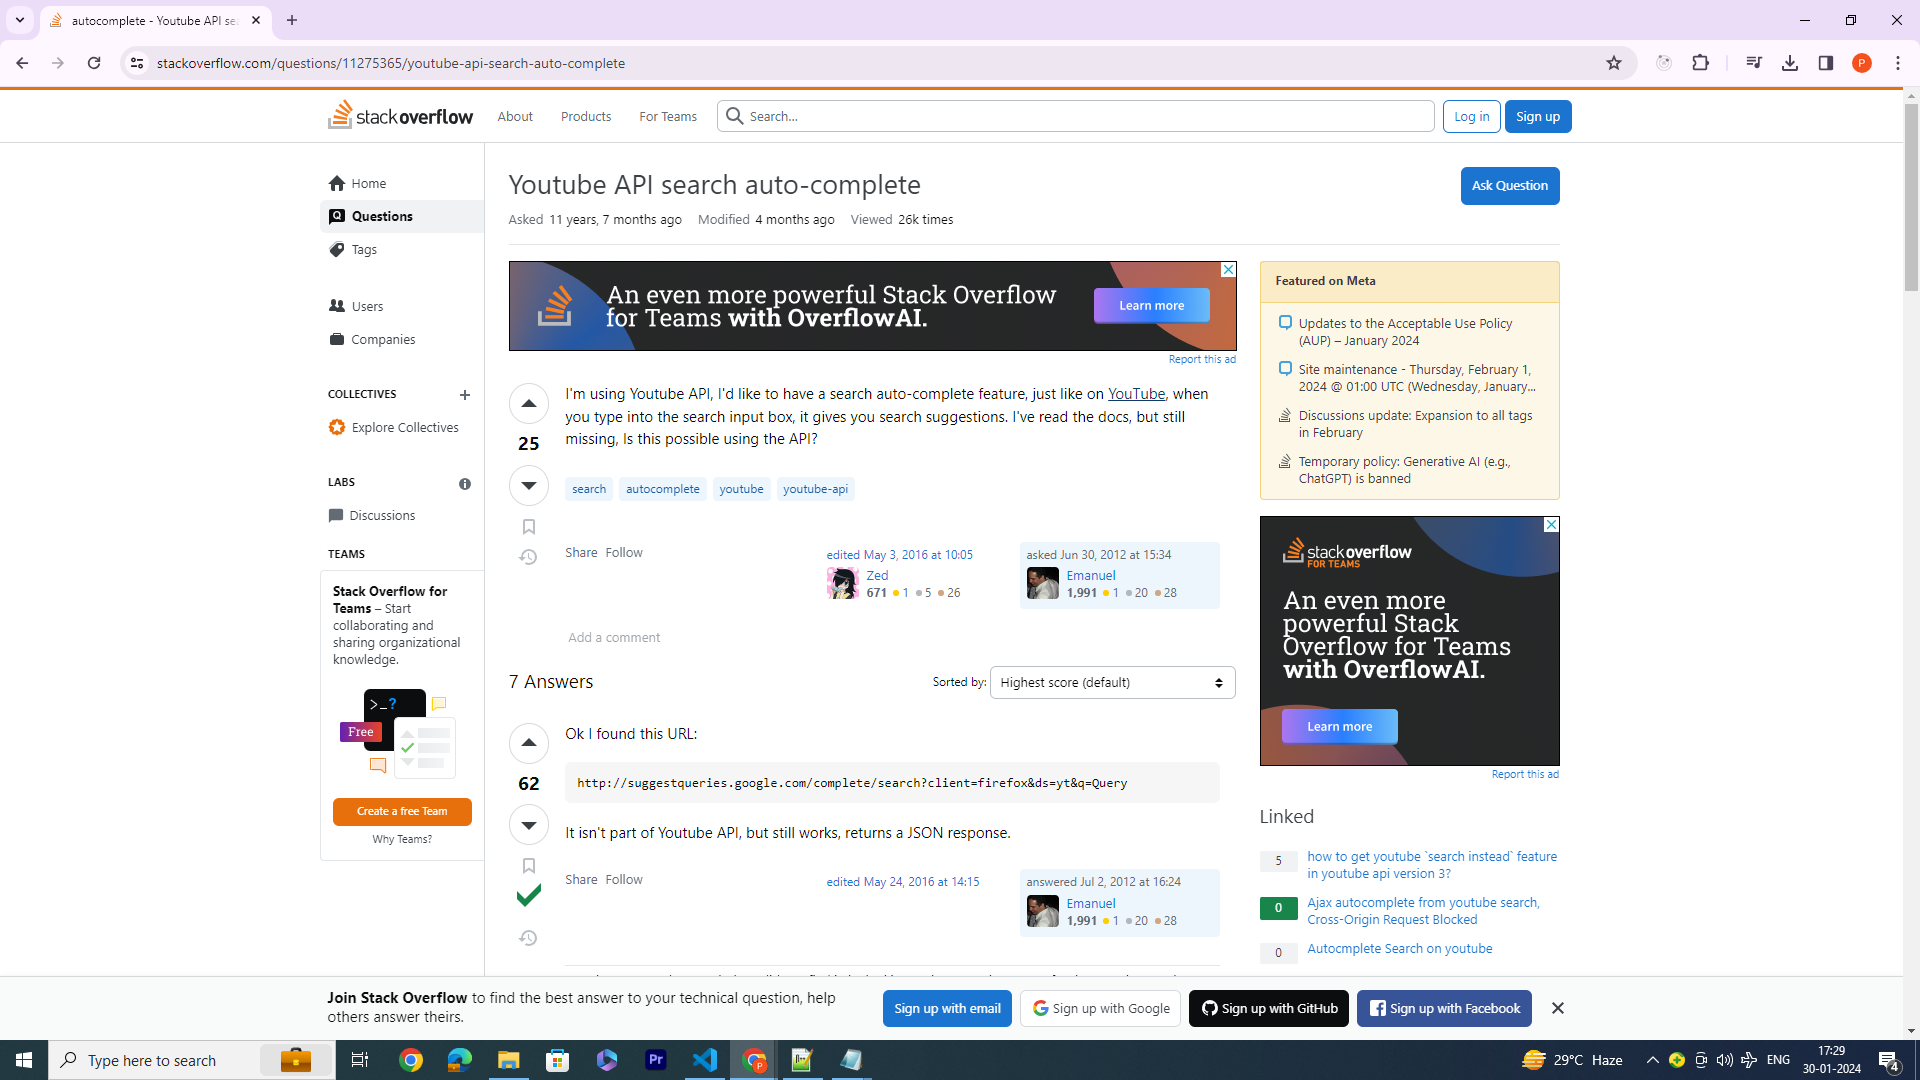 autocomplete - Youtube API se
stackoverflow.com/questions/11275365/youtube-api-search-auto-complete
P
stackoverflow
About
Products
For Teams
Search...
Log in
Sign up
Home
Questions
Tags
Users
Companies
COLLECTIVES
Explore Collectives
LABS
Discussions
TEAMS
Stack Overflow for
Teams – Start
collaborating and
sharing organizational
knowledge.
>_?
Free
Create a free Team
Why Teams?
Youtube API search auto-complete
Ask Question
Asked 11 years, 7 months ago Modified 4 months ago Viewed 26k times
An even more powerful Stack Overflow
for Teams with OverflowAI.
Learn more
Report this ad
I'm using Youtube API, I'd like to have a search auto-complete feature, just like on YouTube, when
you type into the search input box, it gives you search suggestions. I've read the docs, but still
missing, Is this possible using the API?
25
search autocomplete youtube youtube-api
Share Follow
edited May 3, 2016 at 10:05
Zed
671 1 5 26
asked Jun 30, 2012 at 15:34
Emanuel
1,991 1 20 28
Add a comment
7 Answers
Sorted by: Highest score (default)
Ok I found this URL:
62
http://suggestqueries.google.com/complete/search?client=firefox&ds=yt&q=Query
It isn't part of Youtube API, but still works, returns a JSON response.
Share Follow
edited May 24, 2016 at 14:15
answered Jul 2, 2012 at 16:24
Emanuel
1,991 1 20 28
Featured on Meta
Updates to the Acceptable Use Policy
(AUP) – January 2024
Site maintenance - Thursday, February 1,
2024 @ 01:00 UTC (Wednesday, January...
Discussions update: Expansion to all tags
in February
Temporary policy: Generative AI (e.g.,
ChatGPT) is banned
stackoverflow
FOR TEAMS
An even more
powerful Stack
Overflow for Teams
with OverflowAI.
Learn more
Report this ad
Linked
5 how to get youtube `search instead` feature
in youtube api version 3?
0 Ajax autocomplete from youtube search,
Cross-Origin Request Blocked
0 Autocmplete Search on youtube
Join Stack Overflow to find the best answer to your technical question, help
others answer theirs.
Sign up with email
Sign up with Google
Sign up with GitHub
Sign up with Facebook
Type here to search
Pr
P
29°C Haze
ENG
17:29
30-01-2024
4